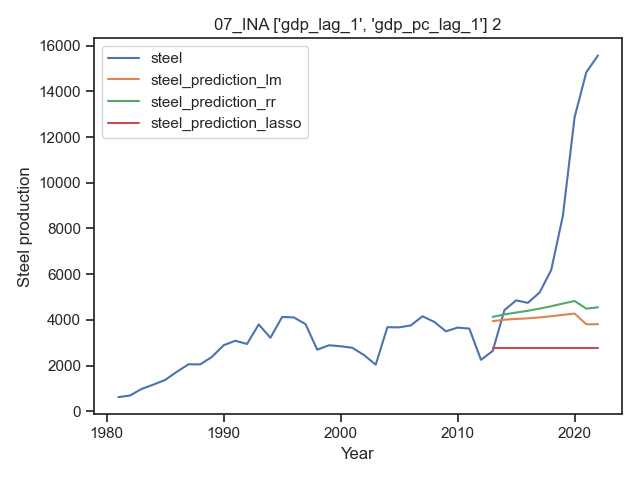 07_INA ['gdp_lag_1', 'gdp_pc_lag_1'] 2
steel
steel_prediction_lm
steel_prediction_rr
steel_prediction_lasso
16000
14000
12000
10000
8000
6000
4000
2000
0
Steel production
1980
1990
2000
2010
2020
Year